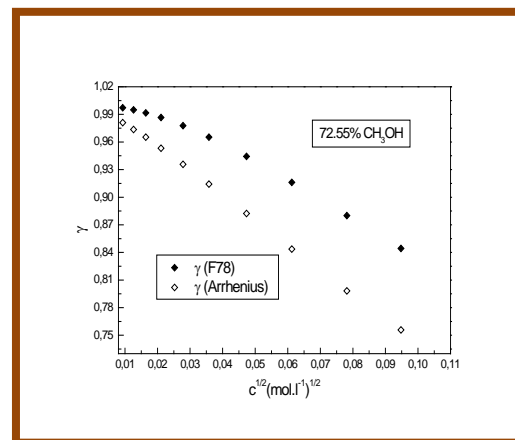 1,02
0,99
0,96
0,93
0,90
0,87
0,84
0,81
0,78
0,75
γ
72.55% CH₃OH
γ (F78)
γ (Arrhenius)
0,01 0,02 0,03 0,04 0,05 0,06 0,07 0,08 0,09 0,10 0,11
c^1/2(mol.l^-1)^1/2